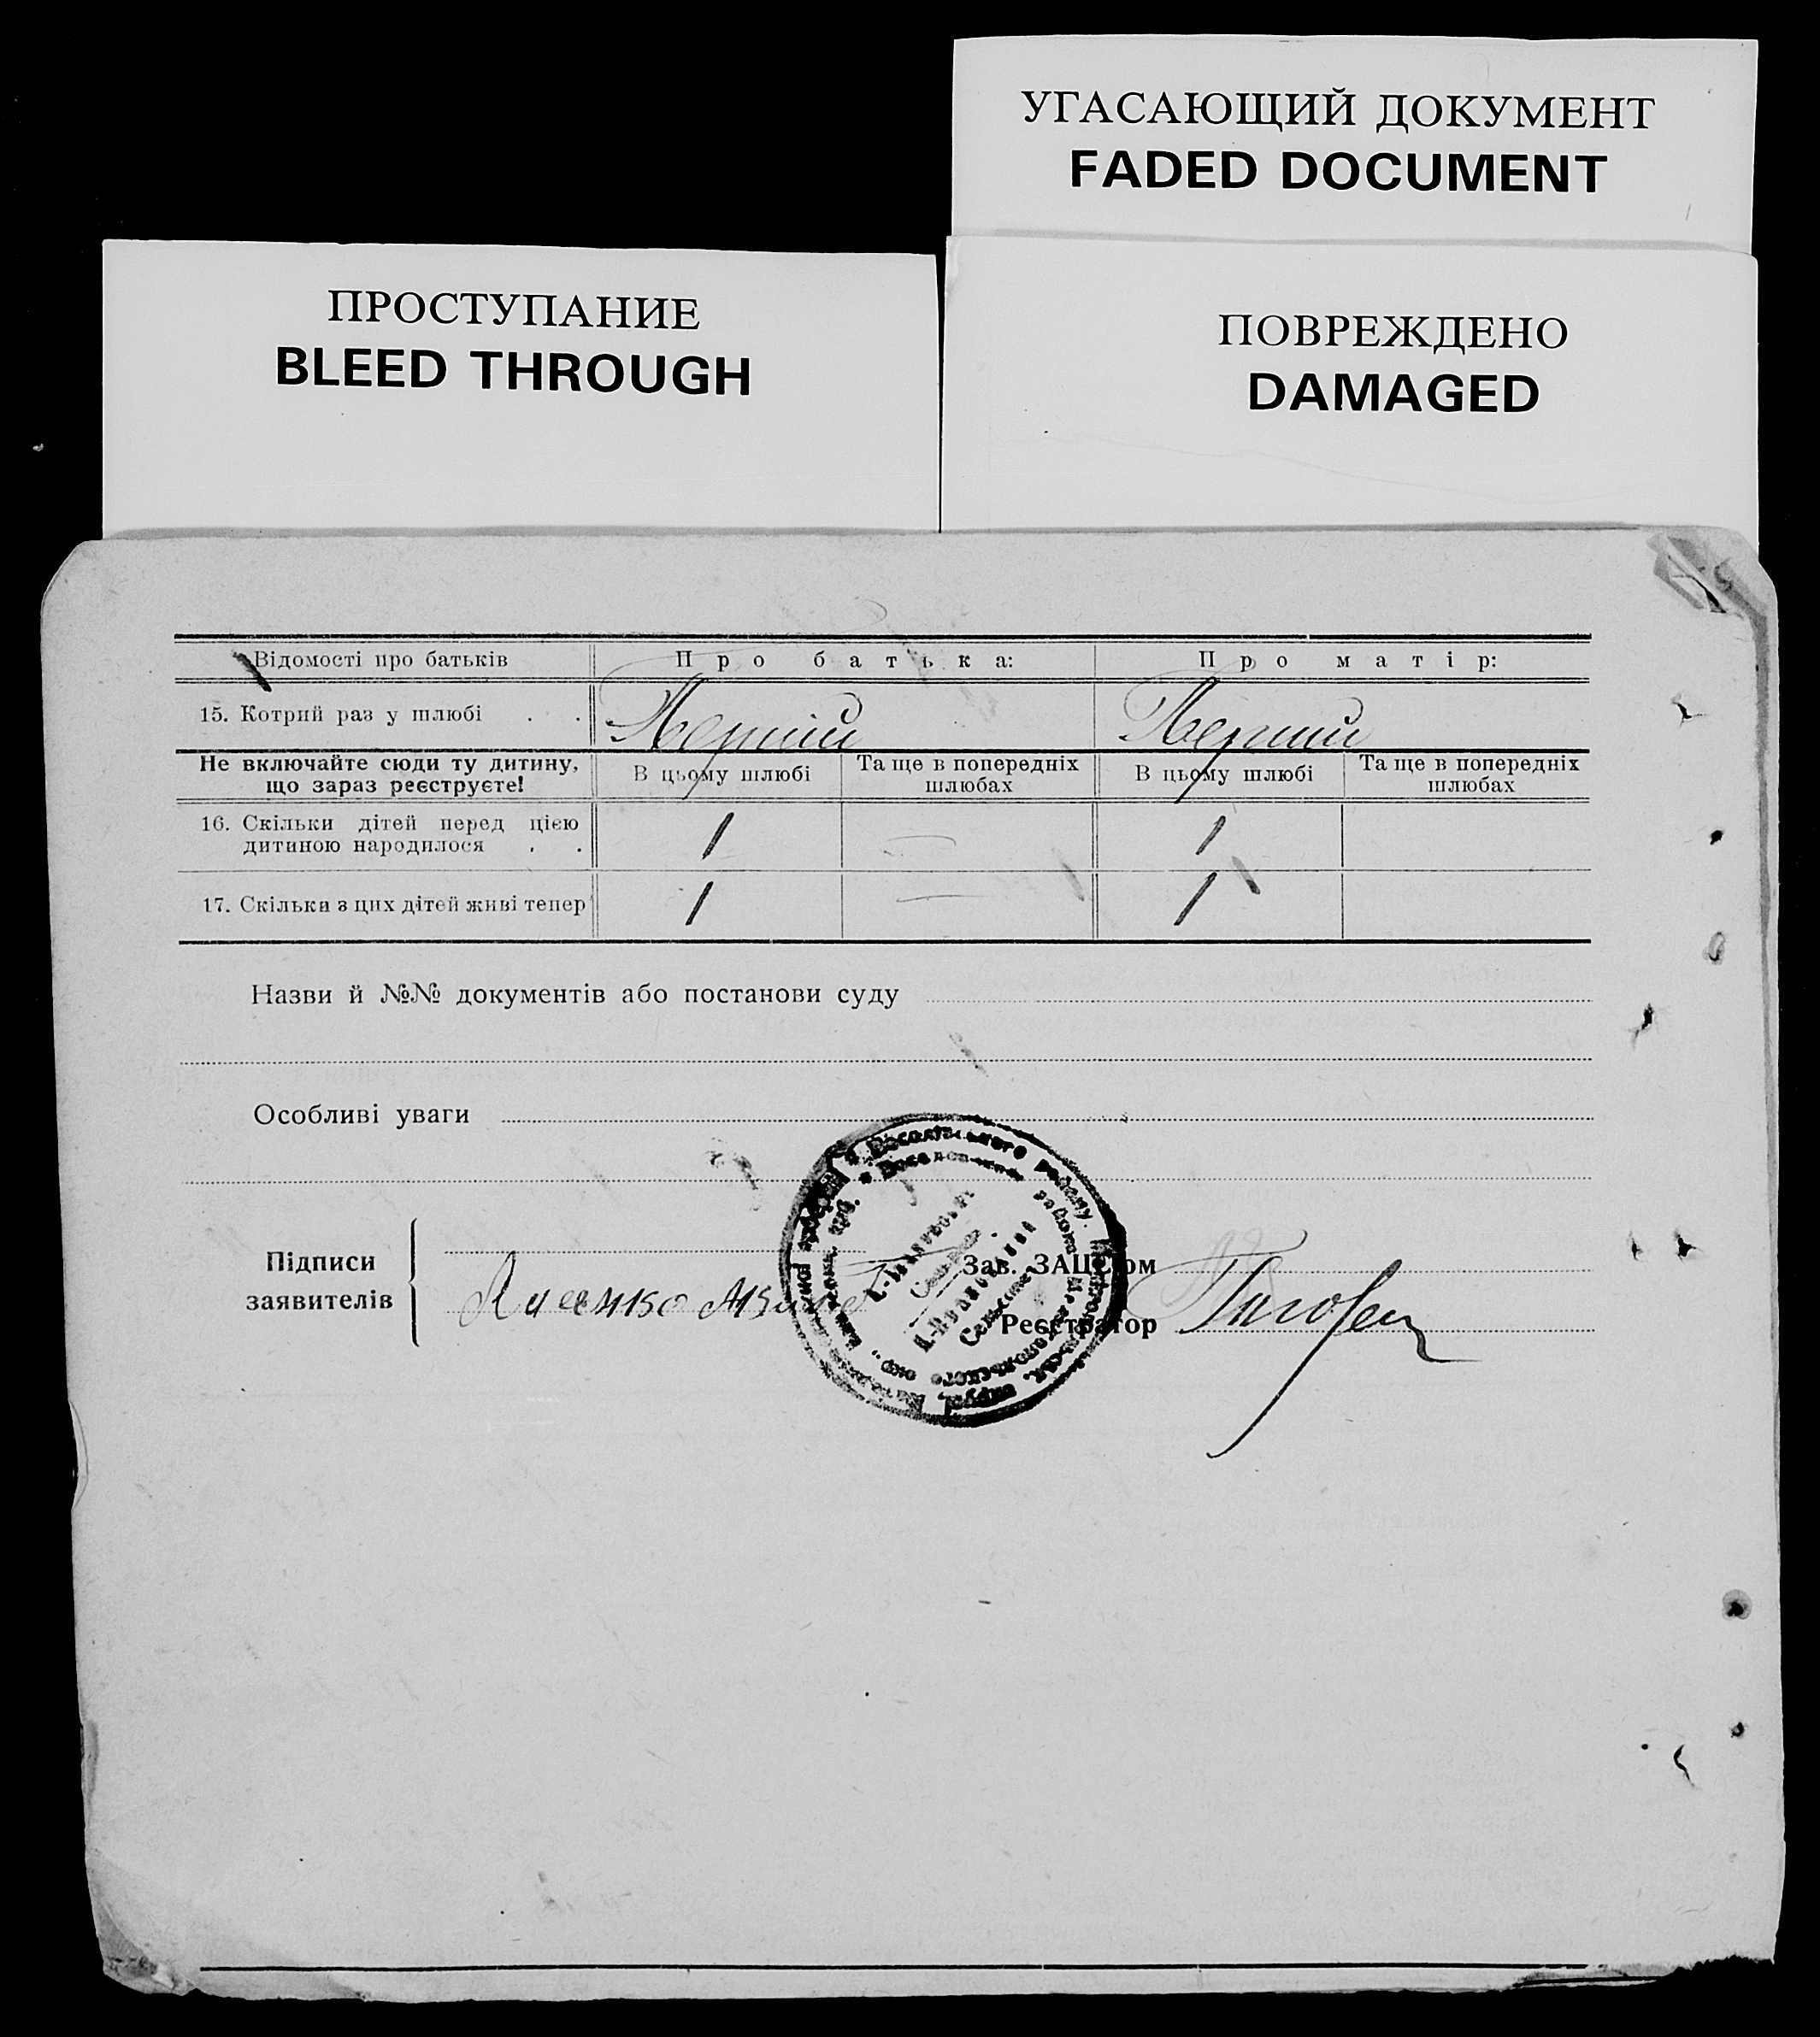 УГАСАЮЩИЙ ДОКУМЕНТ
FADED DOCUMENT
ПРОСТУПАНИЕ
BLEED THROUGH
ПОВРЕЖДЕНО
DAMAGED
Відомості про батьків Про батька: Про матір:
15. Котрий раз у шлюбі . . Первий Первий
Не включайте сюди ту дитину, що зараз реєструєте! В цьому шлюбі Та ще в попередніх шлюбах В цьому шлюбі Та ще в попередніх шлюбах
16. Скільки дітей перед цією дитиною народилося . . 1 — 1
17. Скільки з цих дітей живі тепер 1 — 1
Назви й №№ документів або постанови суду
Особливі уваги
Підписи заявителів
Зав. ЗАЦСом
Реєстратор